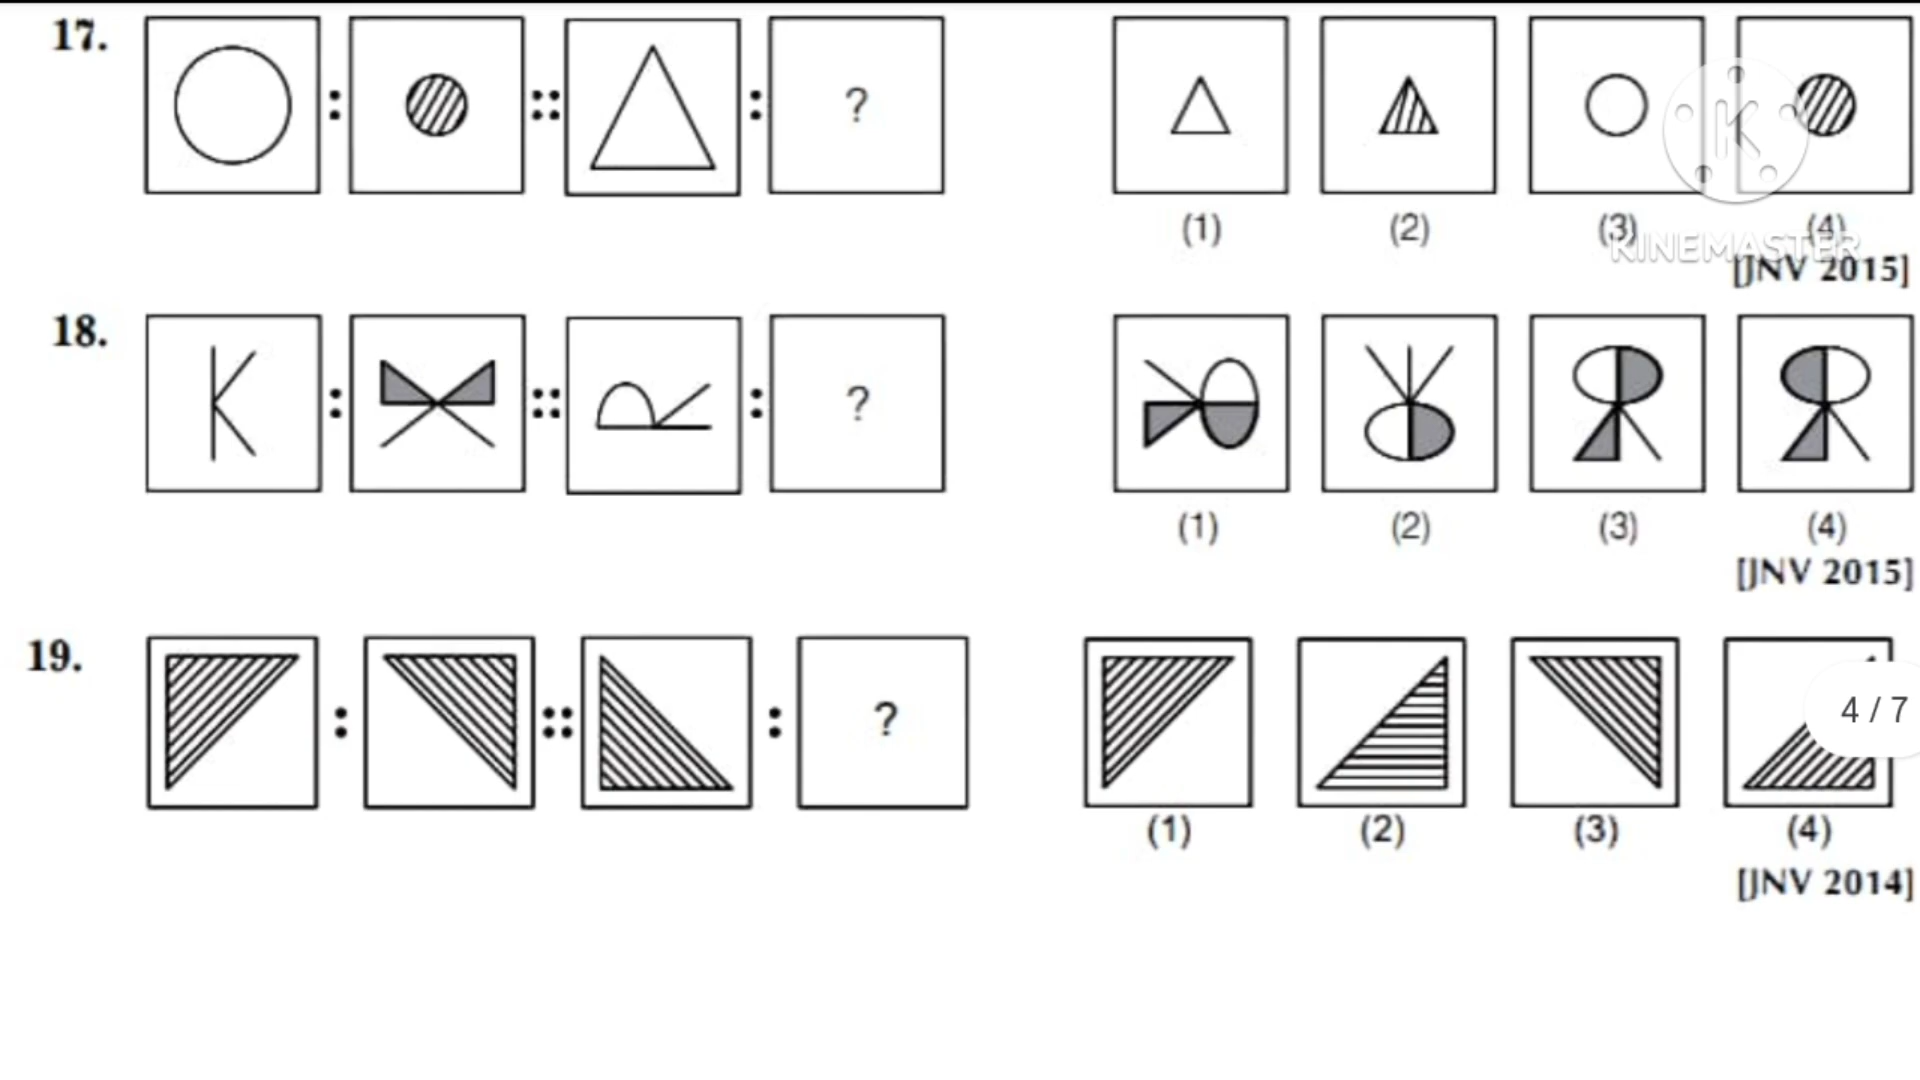 17. : :: : ?
(1) (2) (3) (4)
KINEMASTER
[JNV 2015]
18. K : :: : ?
(1) (2) (3) (4)
[JNV 2015]
19. : :: : ?
4 / 7
(1) (2) (3) (4)
[JNV 2014]